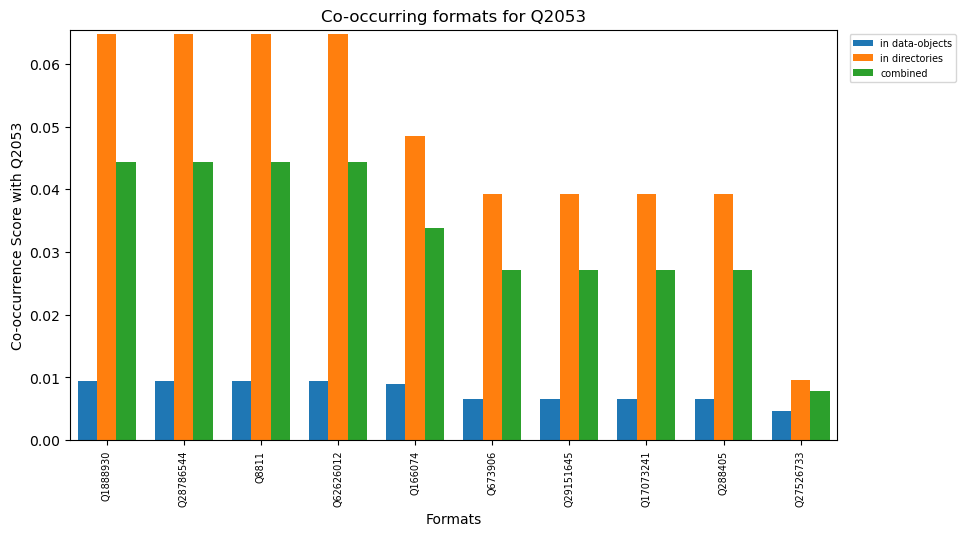 Co-occurring formats for Q2053
in data-objects
in directories
combined
Co-occurrence Score with Q2053
0.06
0.05
0.04
0.03
0.02
0.01
0.00
Q1888930
Q28786544
Q8811
Q62626012
Q166074
Q673906
Q29151645
Q17073241
Q288405
Q27526733
Formats